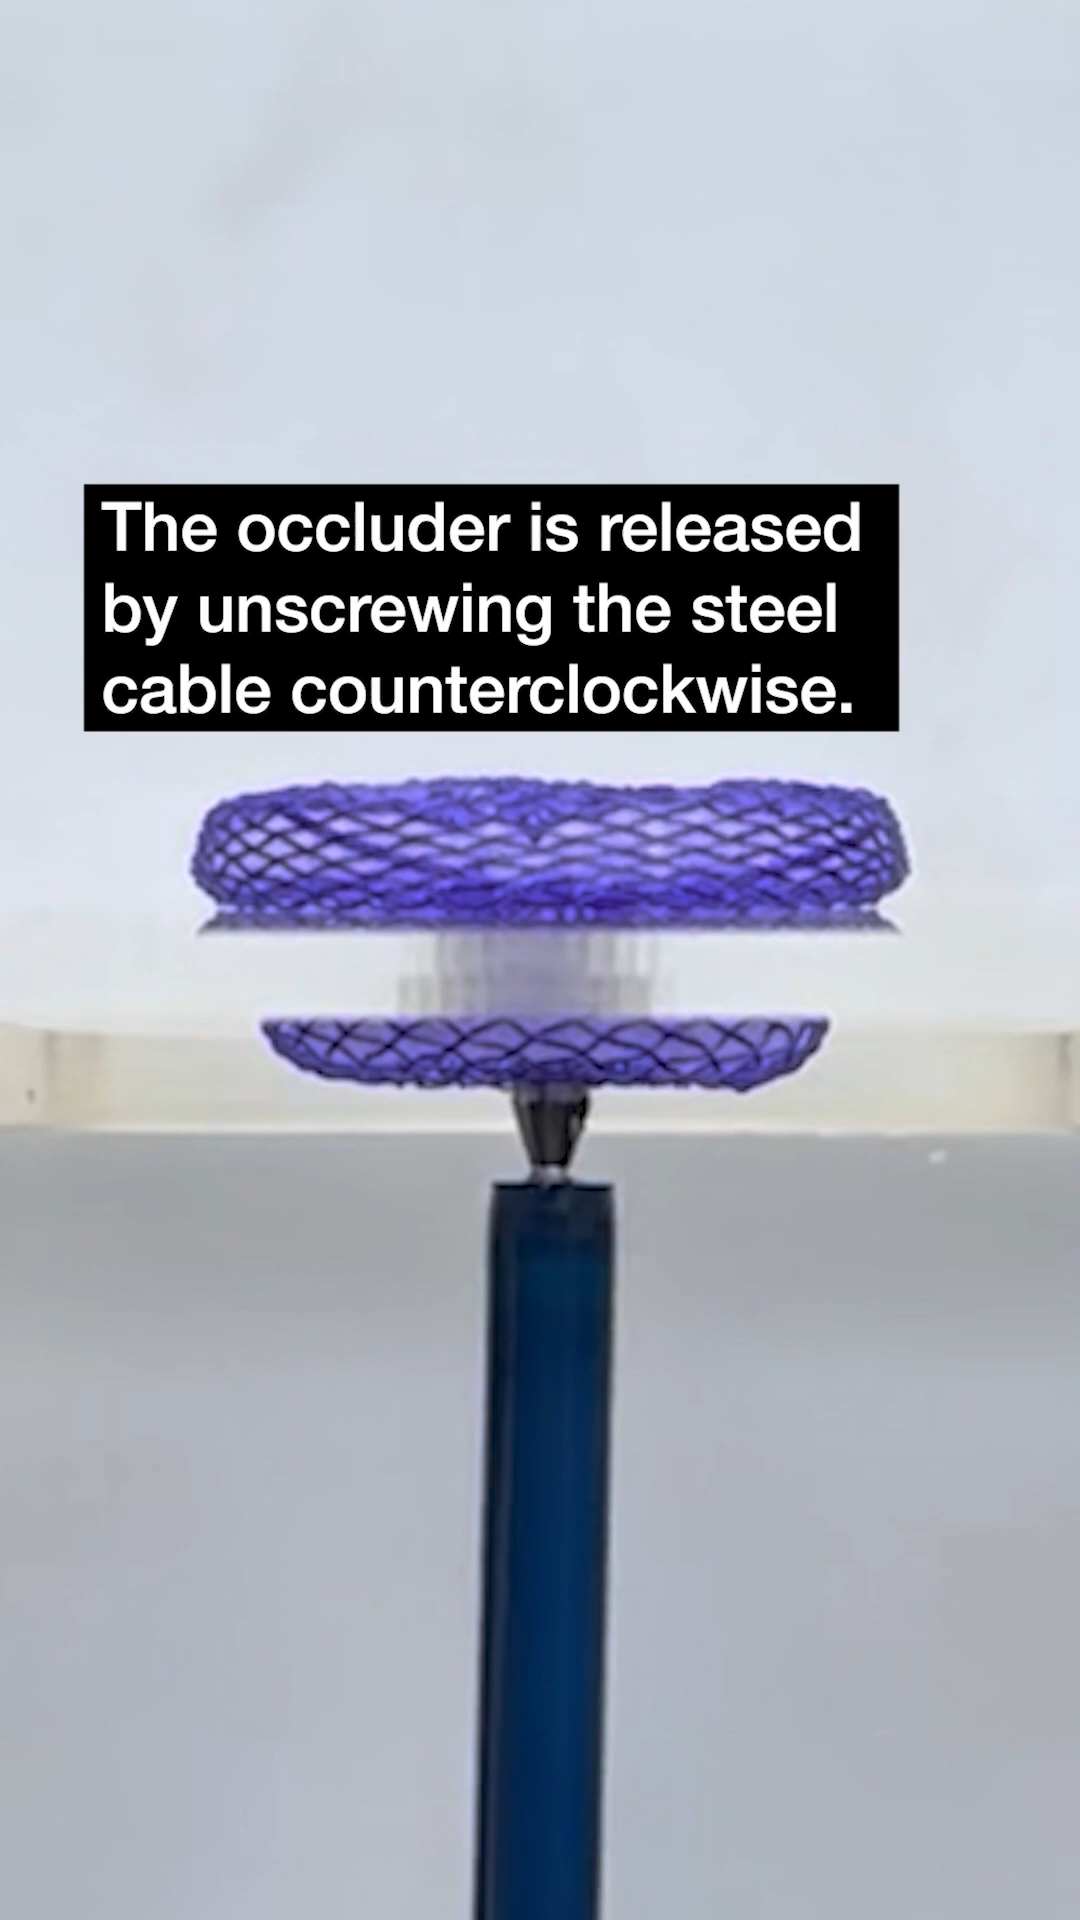 The occluder is released
by unscrewing the steel
cable counterclockwise.